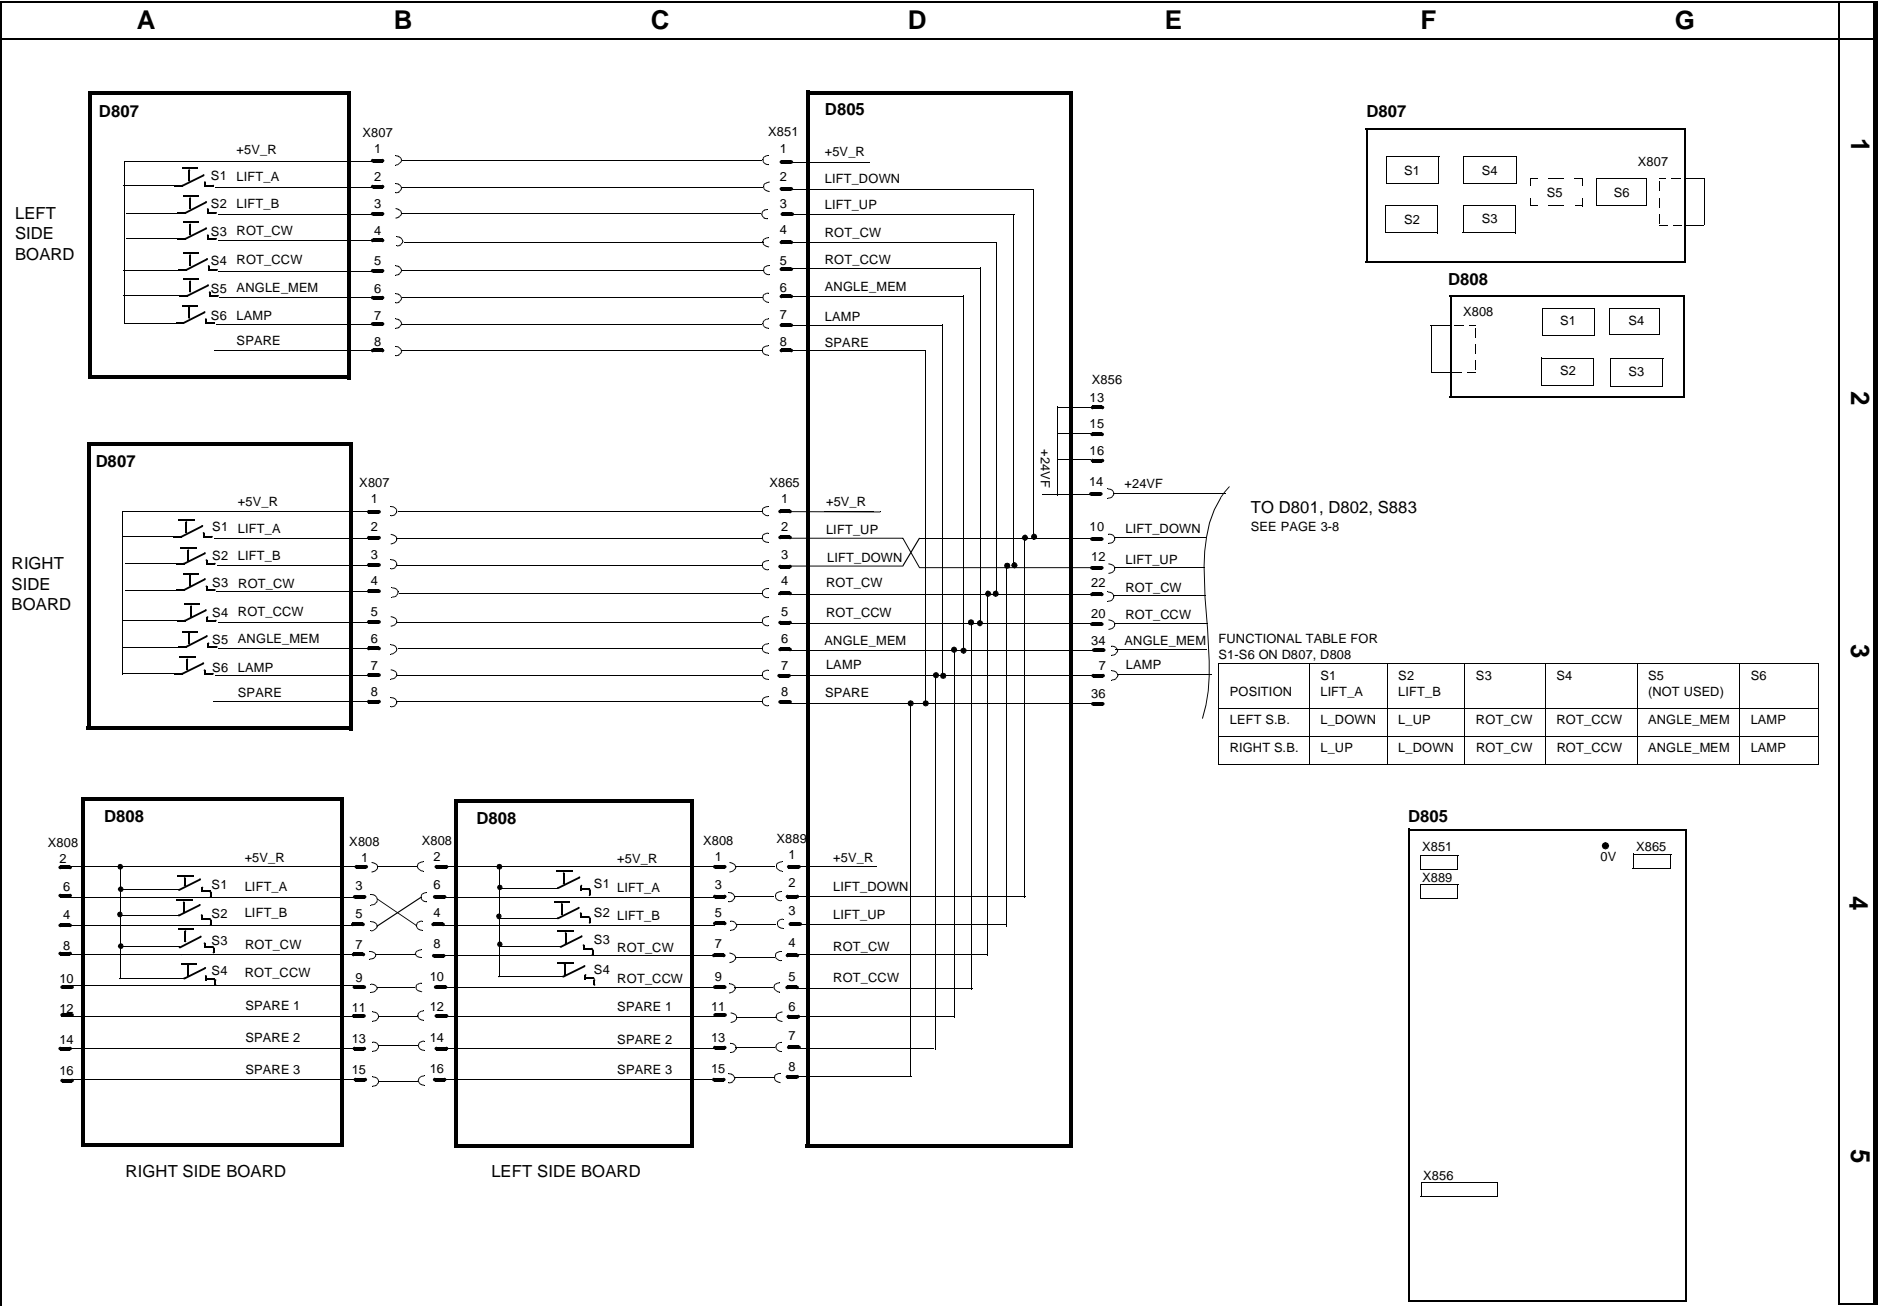 A B C D E F G
1
2
3
4
5
LEFT
SIDE
BOARD
D807
X807
+5V_R 1
S1 LIFT_A 2
S2 LIFT_B 3
S3 ROT_CW 4
S4 ROT_CCW 5
S5 ANGLE_MEM 6
S6 LAMP 7
SPARE 8
D805
X851
1 +5V_R
2 LIFT_DOWN
3 LIFT_UP
4 ROT_CW
5 ROT_CCW
6 ANGLE_MEM
7 LAMP
8 SPARE
RIGHT
SIDE
BOARD
D807
X807
+5V_R 1
S1 LIFT_A 2
S2 LIFT_B 3
S3 ROT_CW 4
S4 ROT_CCW 5
S5 ANGLE_MEM 6
S6 LAMP 7
SPARE 8
X865
1 +5V_R
2 LIFT_UP
3 LIFT_DOWN
4 ROT_CW
5 ROT_CCW
6 ANGLE_MEM
7 LAMP
8 SPARE
X856
13
15
16
+24VF
14 +24VF
10 LIFT_DOWN
12 LIFT_UP
22 ROT_CW
20 ROT_CCW
34 ANGLE_MEM
7 LAMP
36
TO D801, D802, S883
SEE PAGE 3-8
D807
S1 S4 X807
S5 S6
S2 S3
D808
X808 S1 S4
S2 S3
FUNCTIONAL TABLE FOR
S1-S6 ON D807, D808
S1 S2 S3 S4 S5 S6
POSITION LIFT_A LIFT_B (NOT USED)
LEFT S.B. L_DOWN L_UP ROT_CW ROT_CCW ANGLE_MEM LAMP
RIGHT S.B. L_UP L_DOWN ROT_CW ROT_CCW ANGLE_MEM LAMP
D808
X808 X808
2 +5V_R 1
6 S1 LIFT_A 3
4 S2 LIFT_B 5
8 S3 ROT_CW 7
10 S4 ROT_CCW 9
12 SPARE 1 11
14 SPARE 2 13
16 SPARE 3 15
RIGHT SIDE BOARD
D808
X808 X808
2 +5V_R 1
6 S1 LIFT_A 3
4 S2 LIFT_B 5
8 S3 ROT_CW 7
10 S4 ROT_CCW 9
12 SPARE 1 11
14 SPARE 2 13
16 SPARE 3 15
LEFT SIDE BOARD
X889
1 +5V_R
2 LIFT_DOWN
3 LIFT_UP
4 ROT_CW
5 ROT_CCW
6
7
8
D805
X851 0V X865
X889
X856